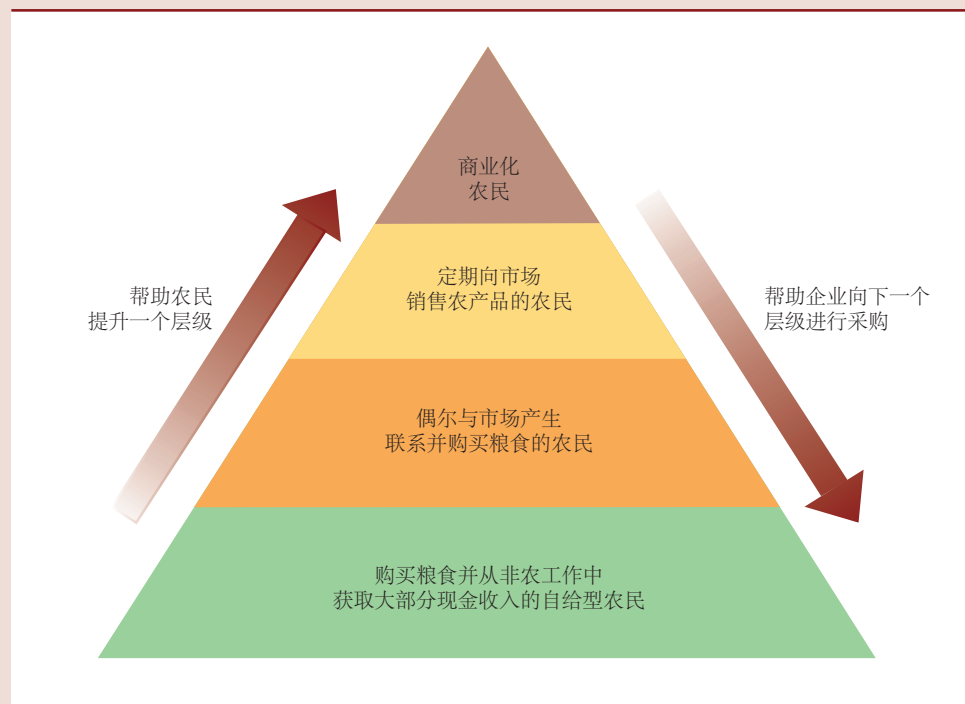 商业化
农民
定期向市场
销售农产品的农民
帮助农民
提升一个层级
帮助企业向下一个
层级进行采购
偶尔与市场产生
联系并购买粮食的农民
购买粮食并从非农工作中
获取大部分现金收入的自给型农民